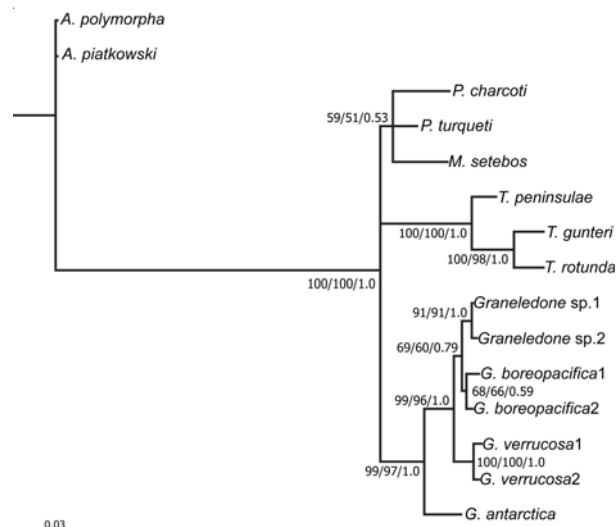 A. polymorpha
A. piatkowski
P. charcoti
59/51/0.53
P. turqueti
M. setebos
T. peninsulae
100/100/1.0
T. gunteri
100/98/1.0
T. rotunda
100/100/1.0
Graneledone sp.1
91/91/1.0
Graneledone sp.2
69/60/0.79
G. boreopacifica1
68/66/0.59
99/96/1.0
G. boreopacifica2
G. verrucosa1
100/100/1.0
99/97/1.0
G. verrucosa2
G. antarctica
0.03